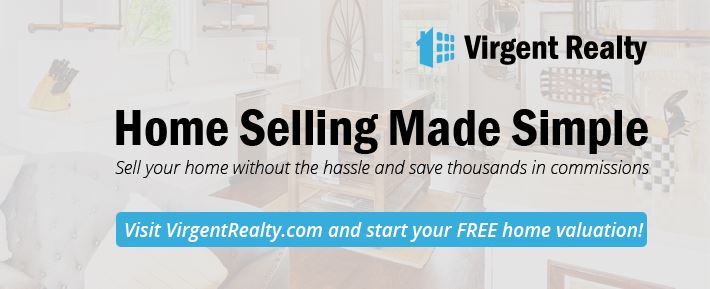 Virgent Realty
Home Selling Made Simple
Sell your home without the hassle and save thousands in commissions
Visit VirgentRealty.com and start your FREE home valuation!